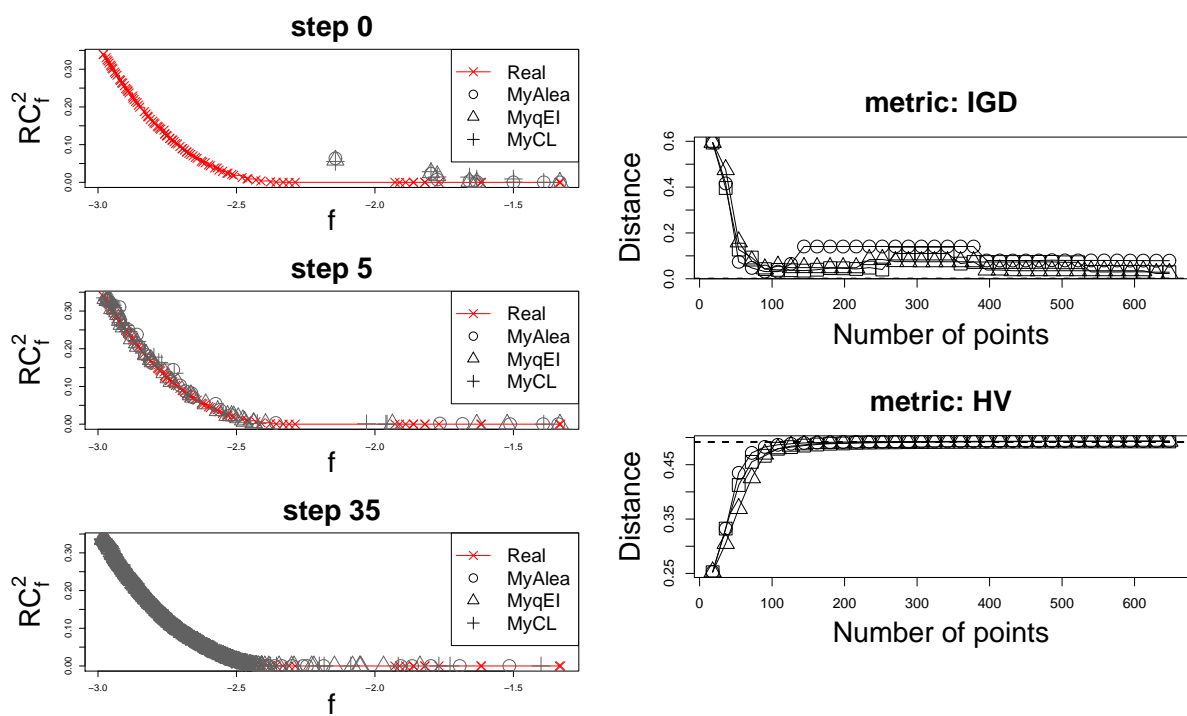 step 0
RC²f
0.00
0.10
0.20
0.30
−3.0
−2.5
−2.0
−1.5
f
Real
MyAlea
MyqEI
MyCL
step 5
RC²f
0.00
0.10
0.20
0.30
−3.0
−2.5
−2.0
−1.5
f
Real
MyAlea
MyqEI
MyCL
step 35
RC²f
0.00
0.10
0.20
0.30
−3.0
−2.5
−2.0
−1.5
f
Real
MyAlea
MyqEI
MyCL
metric: IGD
Distance
0.0
0.2
0.4
0.6
0
100
200
300
400
500
600
Number of points
metric: HV
Distance
0.25
0.35
0.45
0
100
200
300
400
500
600
Number of points